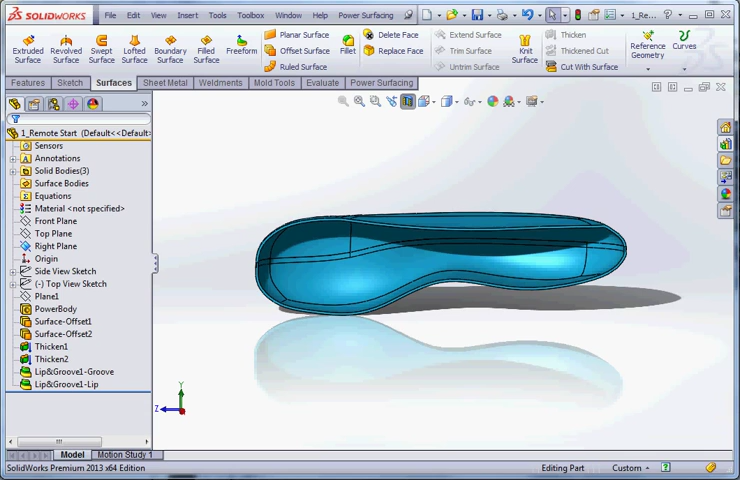 SOLIDWORKS File Edit View Insert Tools Toolbox Window Power Surfacing 1_Re...
Extruded Surface
Revolved Surface
Swept Surface
Lofted Surface
Boundary Surface
Filled Surface
Freeform
Planar Surface
Offset Surface
Ruled Surface
Fillet
Delete Face
Replace Face
Extend Surface
Trim Surface
Untrim Surface
Knit Surface
Thicken
Thickened Cut
Cut With Surface
Reference Geometry
Curves
Features Sketch Surfaces Sheet Metal Weldments Mold Tools Evaluate Power Surfacing
1_Remote Start (Default<<Default>
Sensors
Annotations
Solid Bodies(3)
Surface Bodies
Equations
Material <not specified>
Front Plane
Top Plane
Right Plane
Origin
Side View Sketch
(-) Top View Sketch
Plane1
PowerBody
Surface-Offset1
Surface-Offset2
Thicken1
Thicken2
Lip&Groove1-Groove
Lip&Groove1-Lip
Y
Z
Model Motion Study 1
SolidWorks Premium 2013 x64 Edition Editing Part Custom